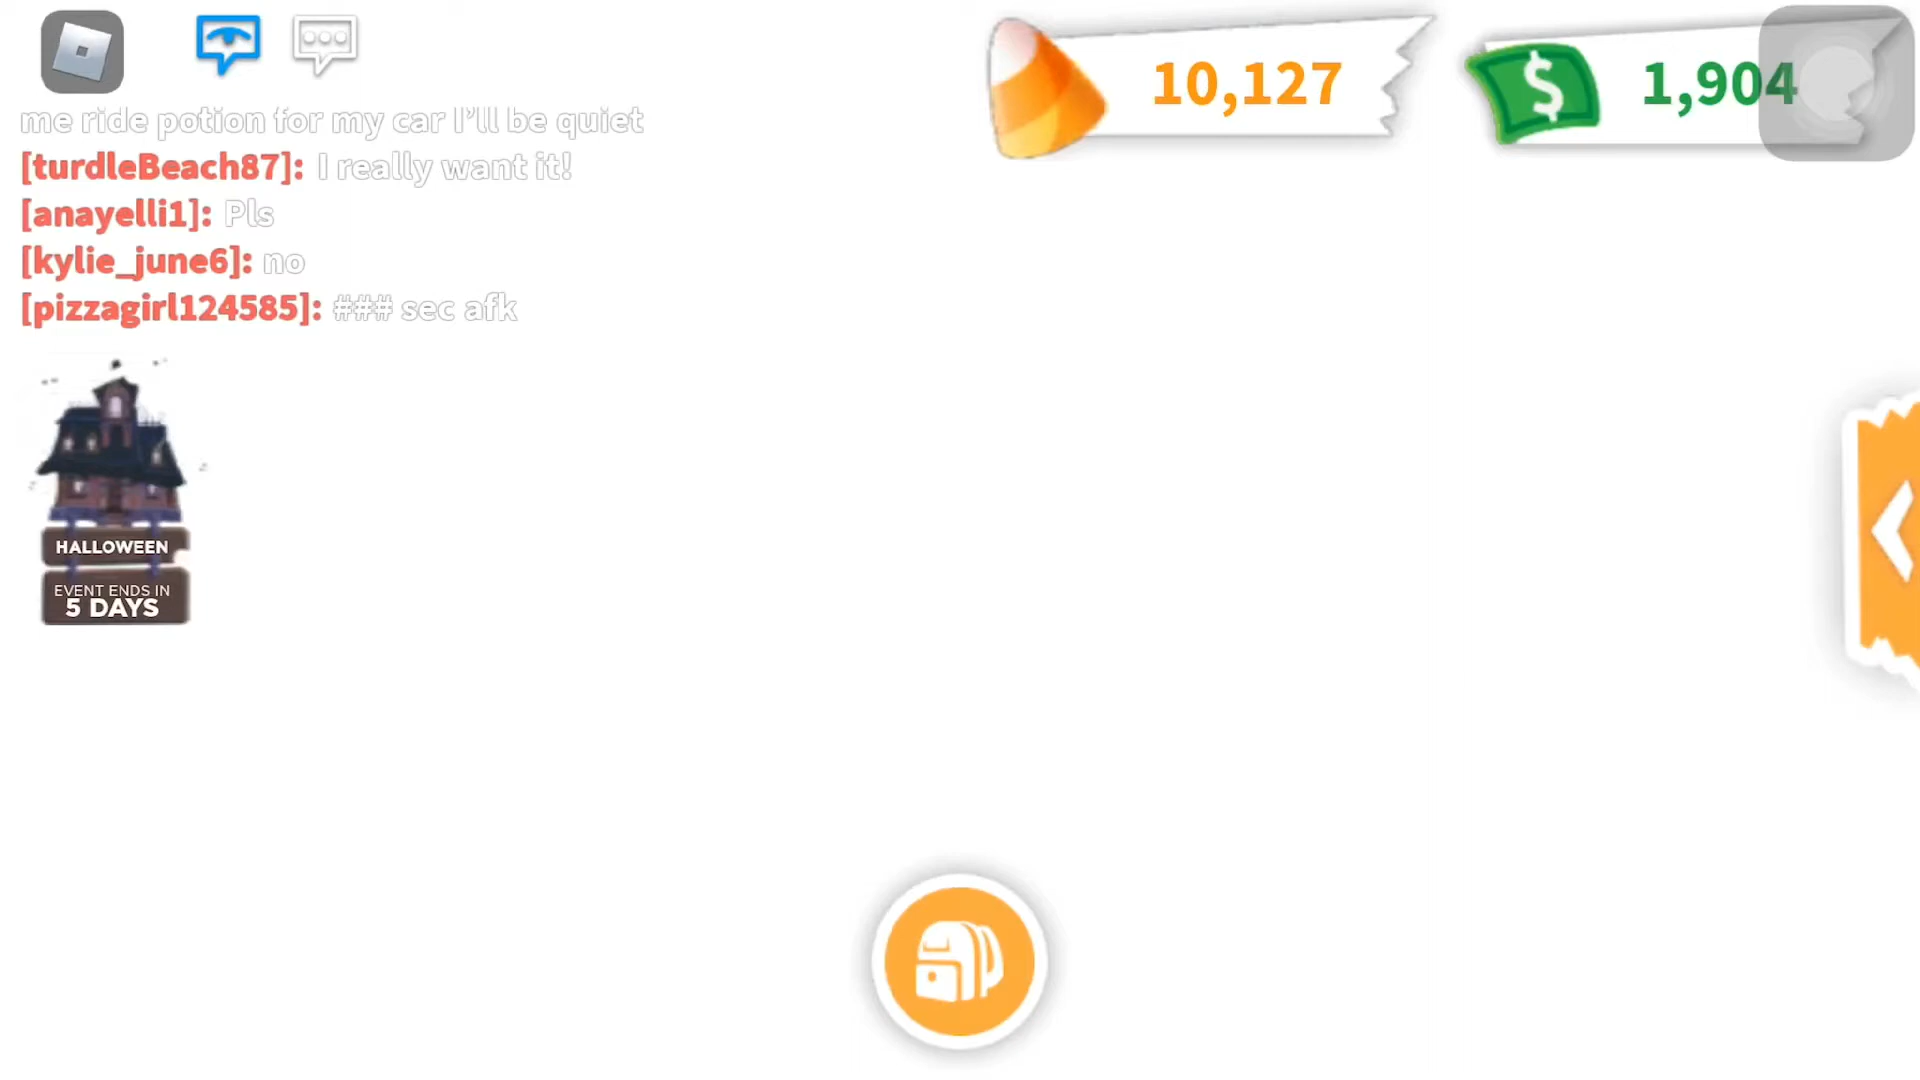 10,127
1,904
me ride potion for my car I'll be quiet
[turdleBeach87]: I really want it!
[anayelli1]: Pls
[kylie_june6]: no
[pizzagirl124585]: ### sec afk
HALLOWEEN
EVENT ENDS IN
5 DAYS